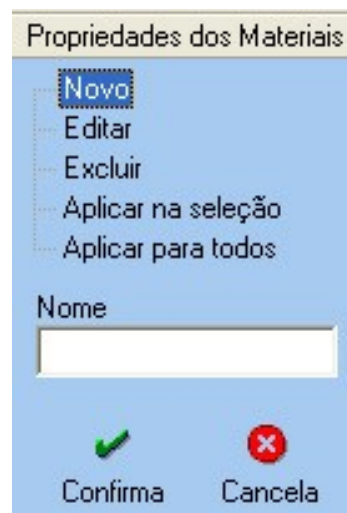 Propriedades dos Materiais
Novo
Editar
Excluir
Aplicar na seleção
Aplicar para todos
Nome
Confirma Cancela